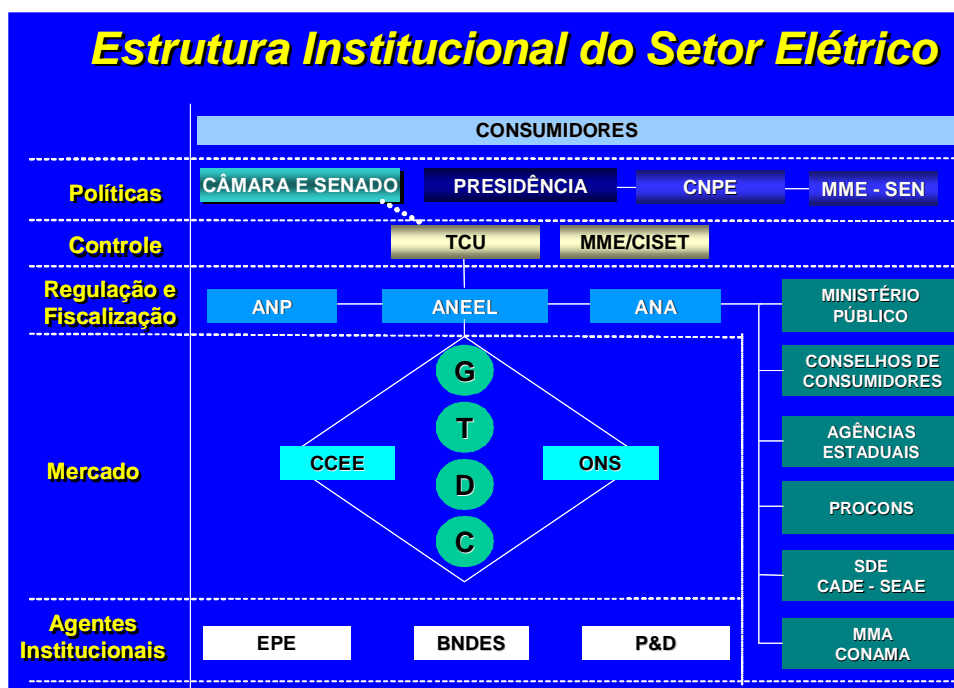 Estrutura Institucional do Setor Elétrico
CONSUMIDORES
Políticas
CÂMARA E SENADO
PRESIDÊNCIA
CNPE
MME - SEN
Controle
TCU
MME/CISET
Regulação e
Fiscalização
ANP
ANEEL
ANA
MINISTÉRIO
PÚBLICO
CONSELHOS DE
CONSUMIDORES
AGÊNCIAS
ESTADUAIS
PROCONS
SDE
CADE - SEAE
MMA
CONAMA
Mercado
G
T
D
C
CCEE
ONS
Agentes
Institucionais
EPE
BNDES
P&D